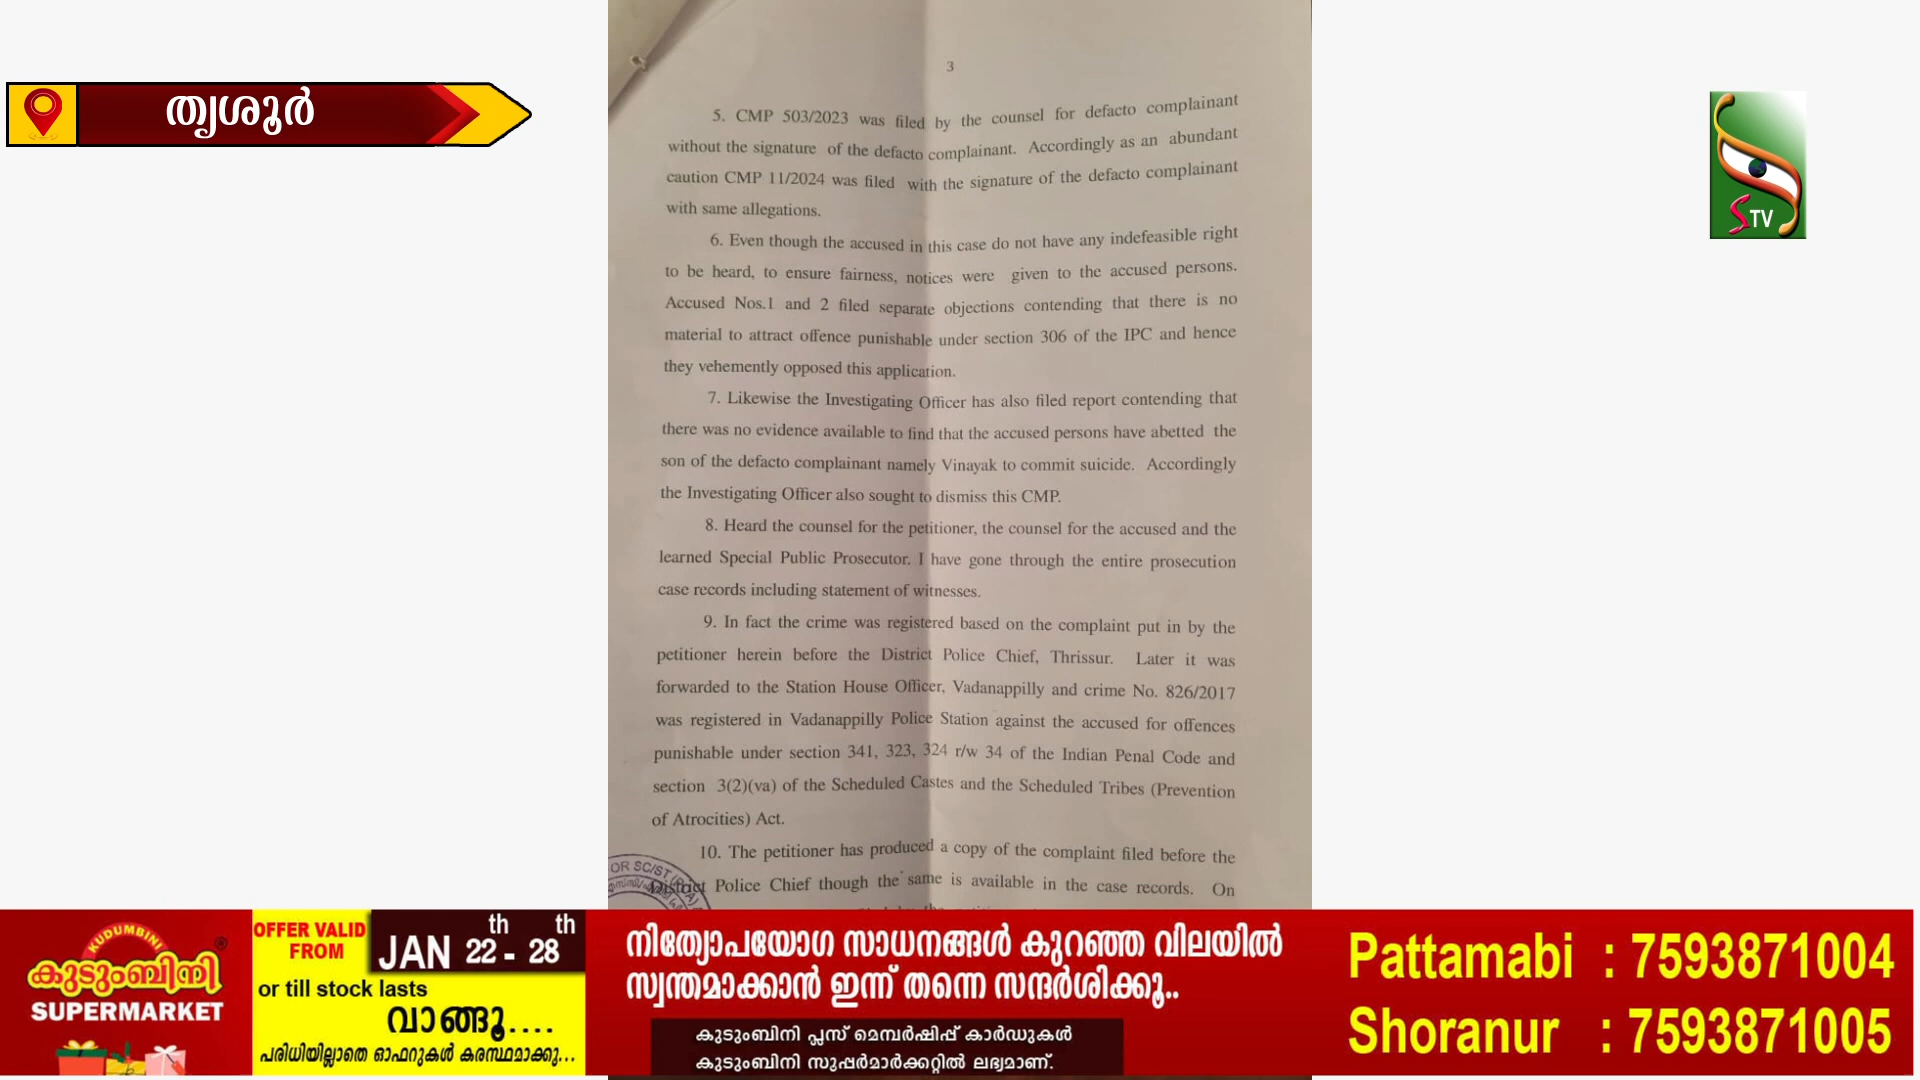 തൃശൂർ
3
5. CMP 503/2023 was filed by the counsel for defacto complainant
without the signature of the defacto complainant. Accordingly as an abundant
caution CMP 11/2024 was filed with the signature of the defacto complainant
with same allegations.
6. Even though the accused in this case do not have any indefeasible right
to be heard, to ensure fairness, notices were given to the accused persons.
Accused Nos.1 and 2 filed separate objections contending that there is no
material to attract offence punishable under section 306 of the IPC and hence
they vehemently opposed this application.
7. Likewise the Investigating Officer has also filed report contending that
there was no evidence available to find that the accused persons have abetted the
son of the defacto complainant namely Vinayak to commit suicide. Accordingly
the Investigating Officer also sought to dismiss this CMP.
8. Heard the counsel for the petitioner, the counsel for the accused and the
learned Special Public Prosecutor. I have gone through the entire prosecution
case records including statement of witnesses.
9. In fact the crime was registered based on the complaint put in by the
petitioner herein before the District Police Chief, Thrissur. Later it was
forwarded to the Station House Officer, Vadanappilly and crime No. 826/2017
was registered in Vadanappilly Police Station against the accused for offences
punishable under section 341, 323, 324 r/w 34 of the Indian Penal Code and
section 3(2)(va) of the Scheduled Castes and the Scheduled Tribes (Prevention
of Atrocities) Act.
10. The petitioner has produced a copy of the complaint filed before the
District Police Chief though the same is available in the case records. On
OR SC/ST
STV
KUDUMBINI
കുടുംബിനി
SUPERMARKET
OFFER VALID
FROM
JAN 22th - 28th
or till stock lasts
വാങ്ങൂ....
പരിധിയില്ലാതെ ഓഫറുകൾ കരസ്ഥമാക്കൂ...
നിത്യോപയോഗ സാധനങ്ങൾ കുറഞ്ഞ വിലയിൽ
സ്വന്തമാക്കാൻ ഇന്ന് തന്നെ സന്ദർശിക്കൂ..
കുടുംബിനി പ്ലസ് മെമ്പർഷിപ്പ് കാർഡുകൾ
കുടുംബിനി സൂപ്പർമാർക്കറ്റിൽ ലഭ്യമാണ്.
Pattamabi : 7593871004
Shoranur : 7593871005